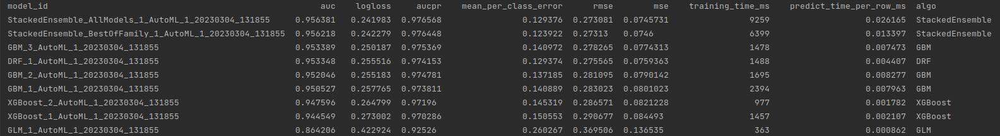 model_id auc logloss aucpr mean_per_class_error rmse mse training_time_ms predict_time_per_row_ms algo
StackedEnsemble_AllModels_1_AutoML_1_20230304_131855 0.956381 0.241983 0.976568 0.129376 0.273081 0.0745731 9259 0.026165 StackedEnsemble
StackedEnsemble_BestOfFamily_1_AutoML_1_20230304_131855 0.956218 0.242279 0.976448 0.123922 0.27313 0.0746 6399 0.013397 StackedEnsemble
GBM_3_AutoML_1_20230304_131855 0.953389 0.250187 0.975369 0.140972 0.278265 0.0774313 1478 0.007473 GBM
DRF_1_AutoML_1_20230304_131855 0.953348 0.255516 0.974153 0.129374 0.275565 0.0759363 1488 0.004407 DRF
GBM_2_AutoML_1_20230304_131855 0.952046 0.255183 0.974781 0.137185 0.281095 0.0790142 1695 0.008277 GBM
GBM_1_AutoML_1_20230304_131855 0.950527 0.257765 0.973811 0.140889 0.283023 0.0801023 2394 0.007963 GBM
XGBoost_2_AutoML_1_20230304_131855 0.947596 0.264799 0.97196 0.145319 0.286571 0.0821228 977 0.001782 XGBoost
XGBoost_1_AutoML_1_20230304_131855 0.944549 0.273002 0.970286 0.150553 0.290677 0.084493 1457 0.002107 XGBoost
GLM_1_AutoML_1_20230304_131855 0.864206 0.422924 0.92526 0.260267 0.369506 0.136535 363 0.000862 GLM